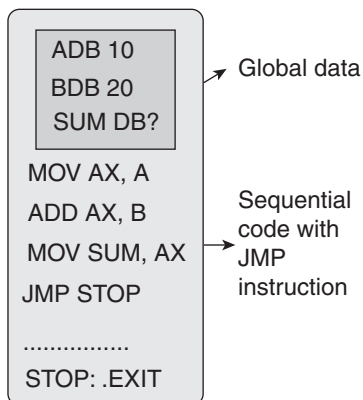 ADB 10
BDB 20
SUM DB?
Global data
MOV AX, A
ADD AX, B
MOV SUM, AX
JMP STOP
................
STOP: .EXIT
Sequential
code with
JMP
instruction